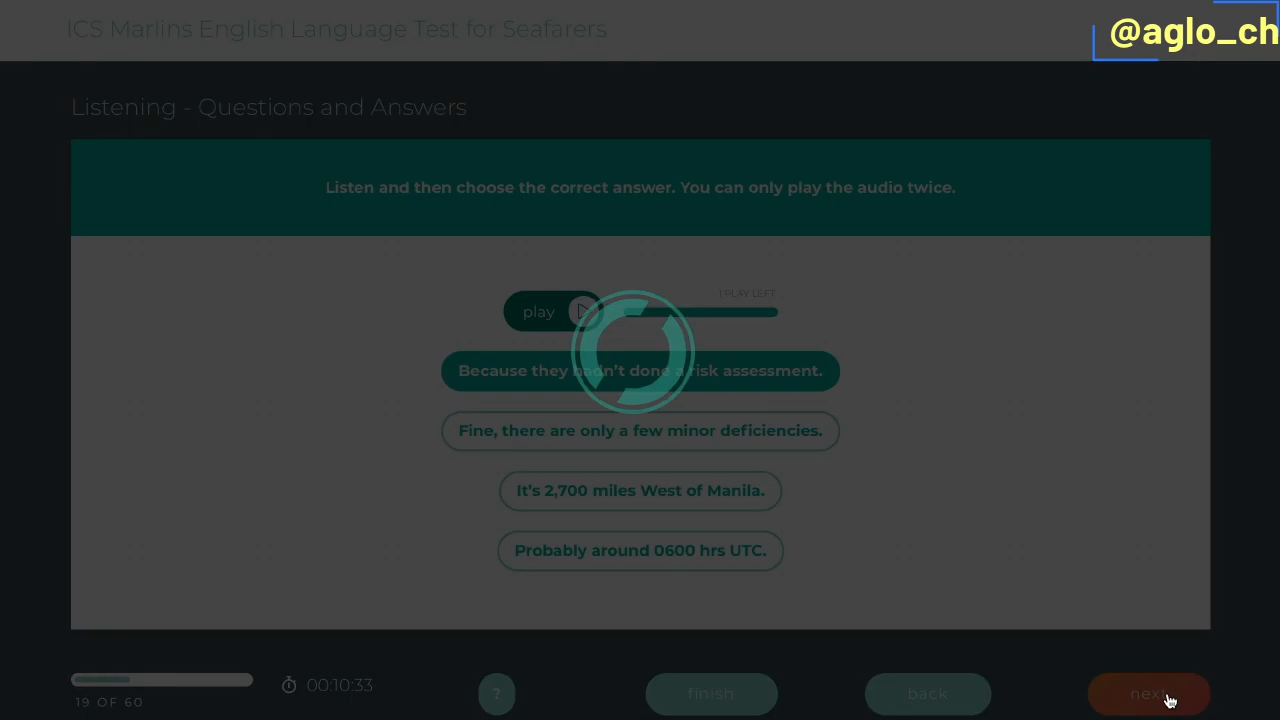 ICS Marlins English Language Test for Seafarers
@aglo_ch
Listening - Questions and Answers
Listen and then choose the correct answer. You can only play the audio twice.
1 PLAY LEFT
play
Because they hadn't done a risk assessment.
Fine, there are only a few minor deficiencies.
It's 2,700 miles West of Manila.
Probably around 0600 hrs UTC.
00:10:33
19 OF 60
?
finish
back
next